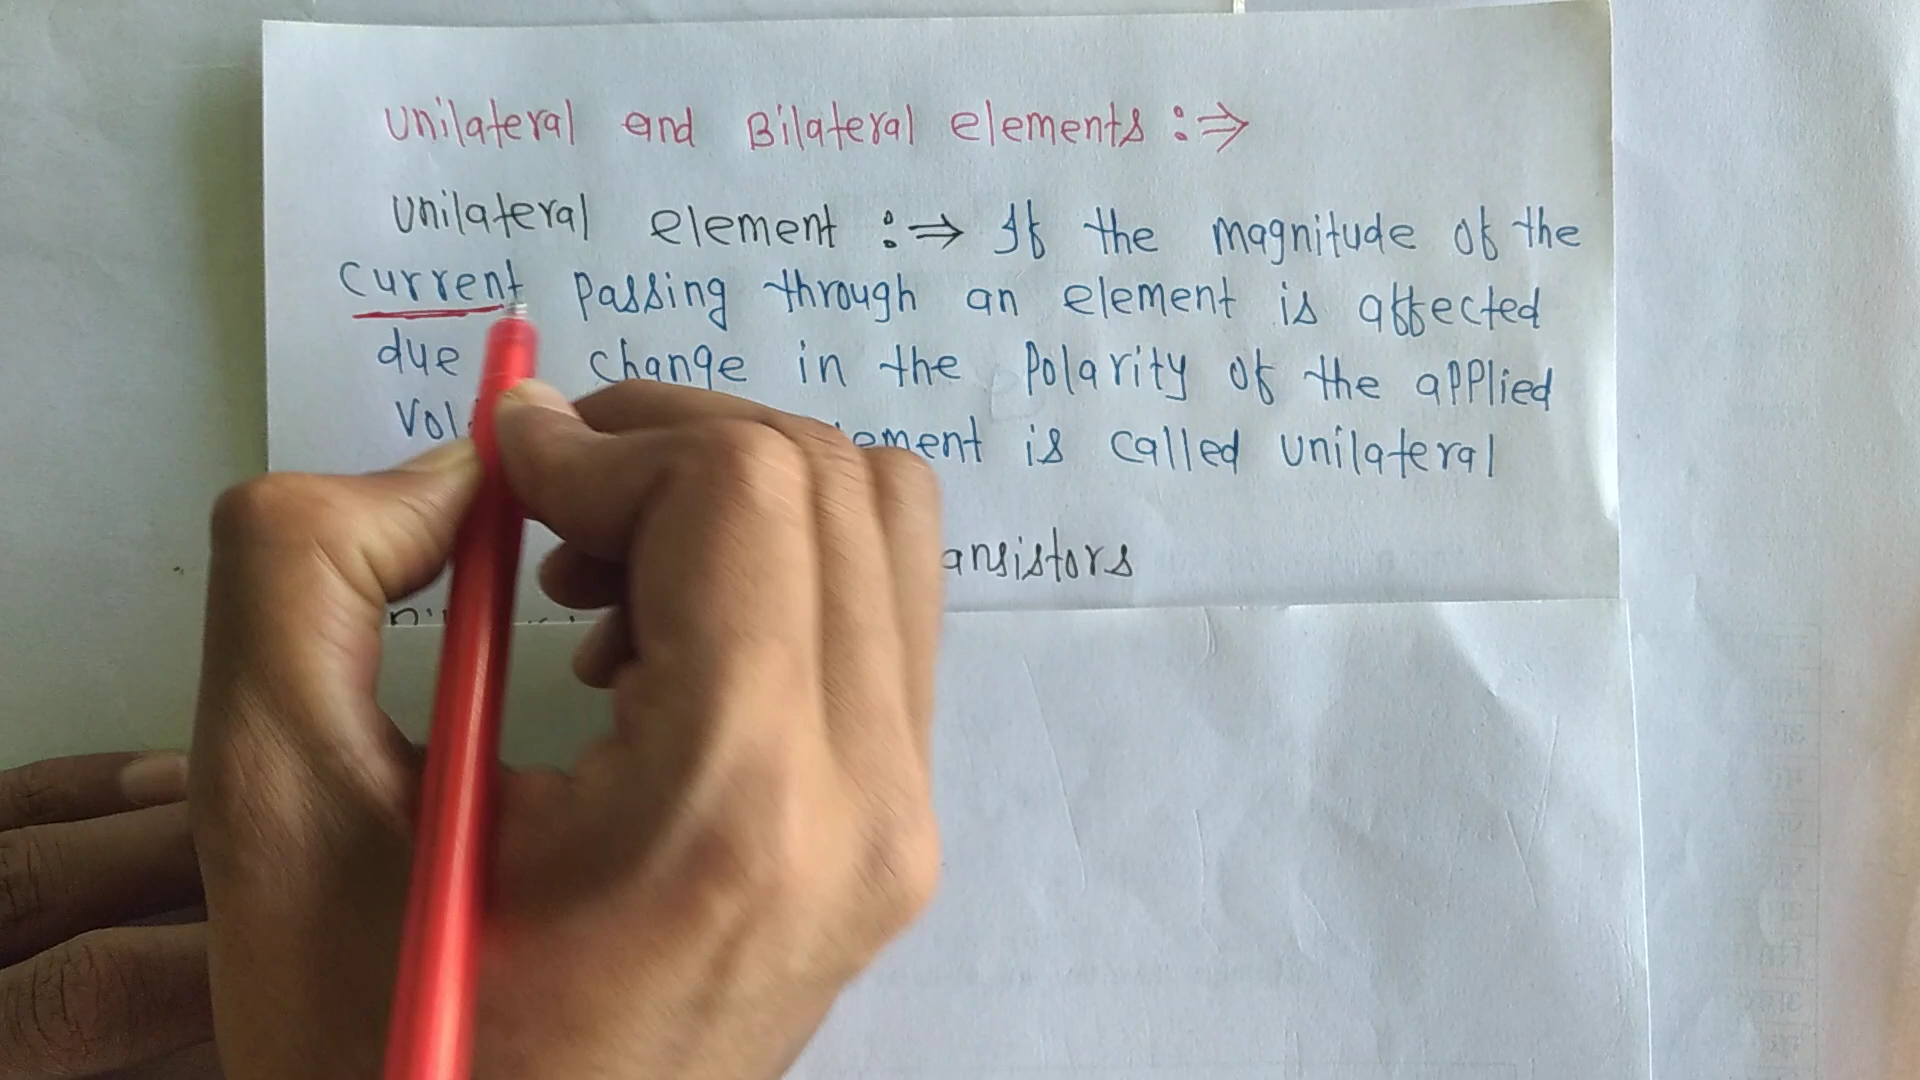 Unilateral and Bilateral elements :⇒
Unilateral element :⇒ If the magnitude of the
current passing through an element is affected
due change in the Polarity of the applied
Vol ement is called unilateral
ansistors